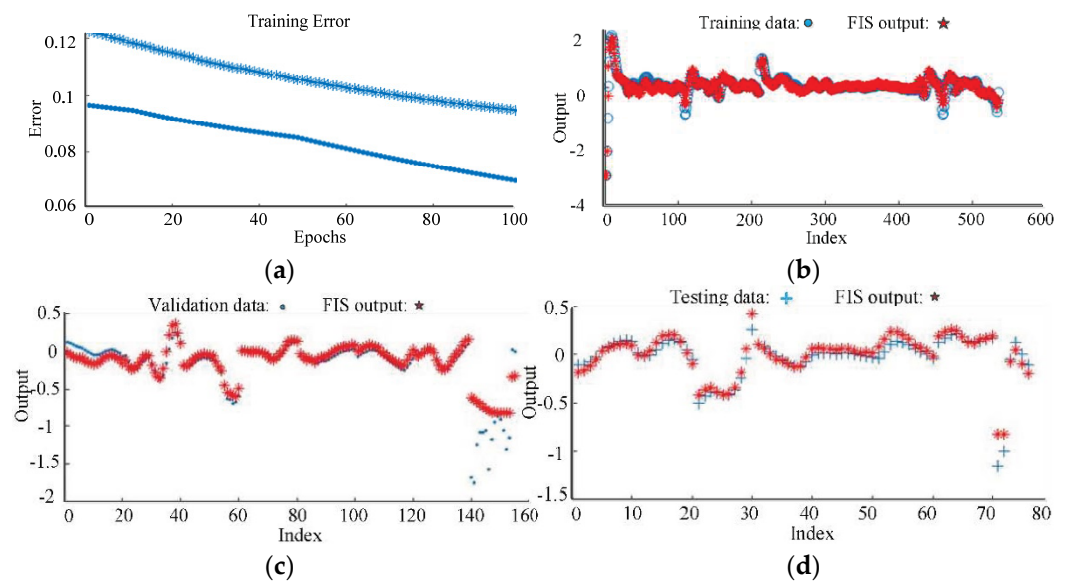 Training Error
0.12
0.1
0.08
0.06
Error
0 20 40 60 80 100
Epochs
(a)
Training data: FIS output:
2
0
-2
-4
Output
0 100 200 300 400 500 600
Index
(b)
Validation data: FIS output:
0.5
0
-0.5
-1
-1.5
-2
Output
0 20 40 60 80 100 120 140 160
Index
(c)
Testing data: FIS output:
0.5
0
-0.5
-1
-1.5
Output
0 10 20 30 40 50 60 70 80
Index
(d)